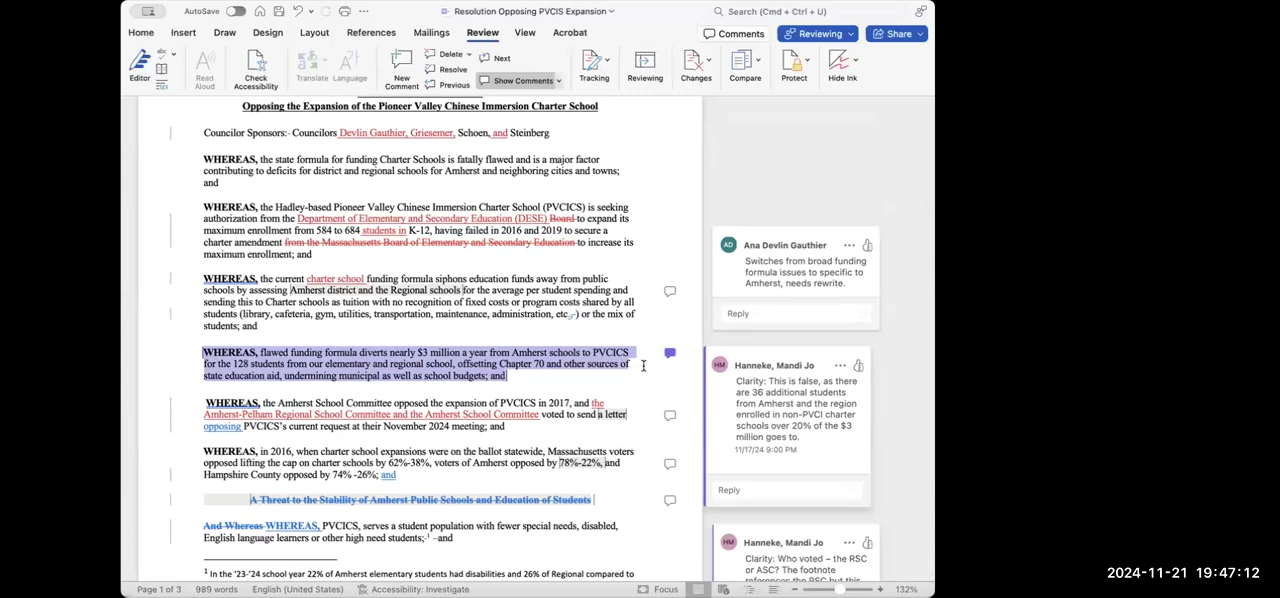 AutoSave
Resolution Opposing PVCIS Expansion
Search (Cmd + Ctrl + U)
Home Insert Draw Design Layout References Mailings Review View Acrobat
Comments Reviewing Share
Editor
Read Aloud
Check Accessibility
Translate Language
New Comment
Delete
Resolve
Previous
Next
Show Comments
Tracking
Reviewing
Changes
Compare
Protect
Hide Ink
Opposing the Expansion of the Pioneer Valley Chinese Immersion Charter School
Councilor Sponsors:- Councilors Devlin Gauthier, Griesemer, Schoen, and Steinberg
WHEREAS, the state formula for funding Charter Schools is fatally flawed and is a major factor
contributing to deficits for district and regional schools for Amherst and neighboring cities and towns;
and
WHEREAS, the Hadley-based Pioneer Valley Chinese Immersion Charter School (PVCICS) is seeking
authorization from the Department of Elementary and Secondary Education (DESE) Board to expand its
maximum enrollment from 584 to 684 students in K-12, having failed in 2016 and 2019 to secure a
charter amendment from the Massachusetts Board of Elementary and Secondary Education to increase its
maximum enrollment; and
WHEREAS, the current charter school funding formula siphons education funds away from public
schools by assessing Amherst district and the Regional schools for the average per student spending and
sending this to Charter schools as tuition with no recognition of fixed costs or program costs shared by all
students (library, cafeteria, gym, utilities, transportation, maintenance, administration, etc.,) or the mix of
students; and
WHEREAS, flawed funding formula diverts nearly $3 million a year from Amherst schools to PVCICS
for the 128 students from our elementary and regional school, offsetting Chapter 70 and other sources of
state education aid, undermining municipal as well as school budgets; and
WHEREAS, the Amherst School Committee opposed the expansion of PVCICS in 2017, and the
Amherst-Pelham Regional School Committee and the Amherst School Committee voted to send a letter
opposing PVCICS's current request at their November 2024 meeting; and
WHEREAS, in 2016, when charter school expansions were on the ballot statewide, Massachusetts voters
opposed lifting the cap on charter schools by 62%-38%, voters of Amherst opposed by 78%-22%, and
Hampshire County opposed by 74% -26%; and
A Threat to the Stability of Amherst Public Schools and Education of Students
And Whereas WHEREAS, PVCICS, serves a student population with fewer special needs, disabled,
English language learners or other high need students; 1 -and
1 In the '23-'24 school year 22% of Amherst elementary students had disabilities and 26% of Regional compared to
AD Ana Devlin Gauthier
Switches from broad funding
formula issues to specific to
Amherst, needs rewrite.
Reply
HM Hanneke, Mandi Jo
Clarity: This is false, as there
are 36 additional students
from Amherst and the region
enrolled in non-PVCI charter
schools over 20% of the $3
million goes to.
11/17/24 9:00 PM
Reply
HM Hanneke, Mandi Jo
Clarity: Who voted – the RSC
or ASC? The footnote
references the RSC but this
Page 1 of 3 989 words English (United States) Accessibility: Investigate
Focus 132%
2024-11-21 19:47:12